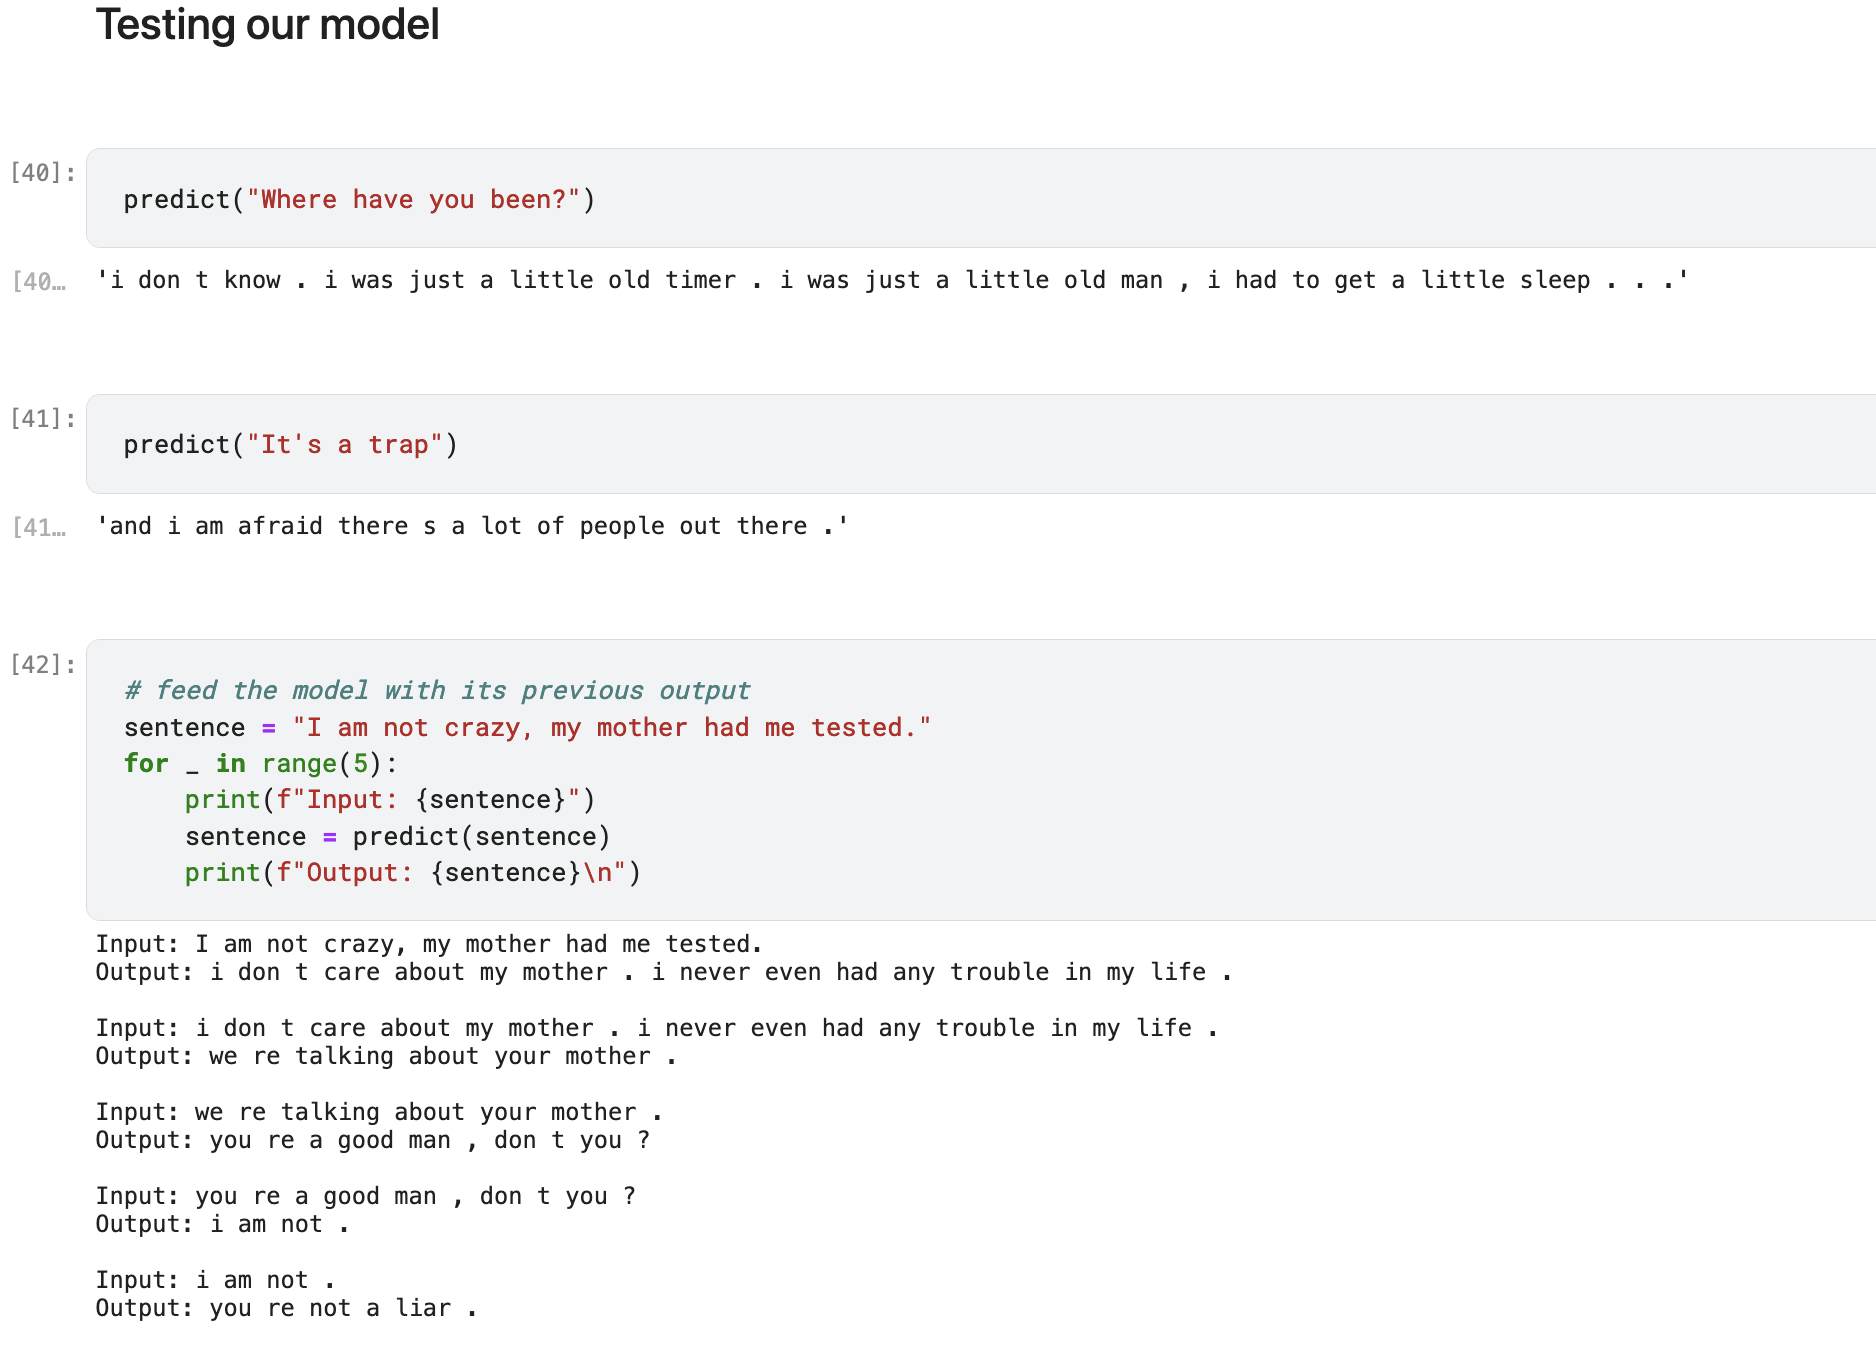 Testing our model
[40]:
predict("Where have you been?")
[40…
'i don t know . i was just a little old timer . i was just a little old man , i had to get a little sleep . . .'
[41]:
predict("It's a trap")
[41…
'and i am afraid there s a lot of people out there .'
[42]:
# feed the model with its previous output
sentence = "I am not crazy, my mother had me tested."
for _ in range(5):
    print(f"Input: {sentence}")
    sentence = predict(sentence)
    print(f"Output: {sentence}\n")
Input: I am not crazy, my mother had me tested.
Output: i don t care about my mother . i never even had any trouble in my life .
Input: i don t care about my mother . i never even had any trouble in my life .
Output: we re talking about your mother .
Input: we re talking about your mother .
Output: you re a good man , don t you ?
Input: you re a good man , don t you ?
Output: i am not .
Input: i am not .
Output: you re not a liar .